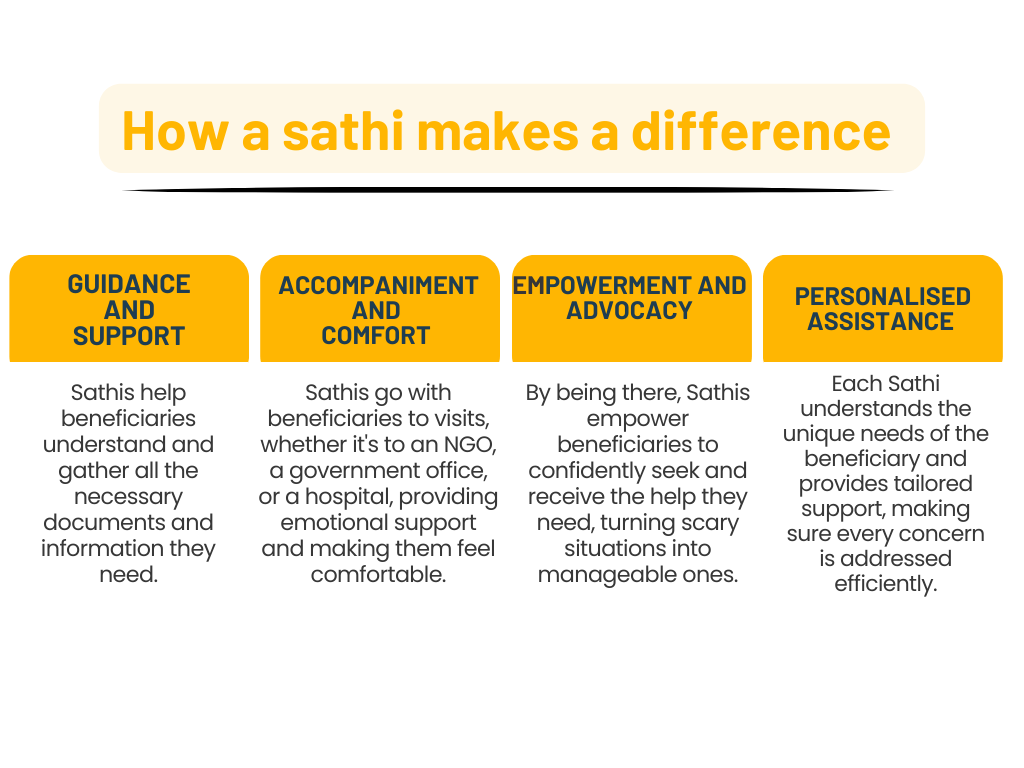 How a sathi makes a difference
GUIDANCE
AND
SUPPORT
Sathis help
beneficiaries
understand and
gather all the
necessary
documents and
information they
need.
ACCOMPANIMENT
AND
COMFORT
Sathis go with
beneficiaries to visits,
whether it's to an NGO,
a government office,
or a hospital, providing
emotional support
and making them feel
comfortable.
EMPOWERMENT AND
ADVOCACY
By being there, Sathis
empower
beneficiaries to
confidently seek and
receive the help they
need, turning scary
situations into
manageable ones.
PERSONALISED
ASSISTANCE
Each Sathi
understands the
unique needs of the
beneficiary and
provides tailored
support, making
sure every concern
is addressed
efficiently.